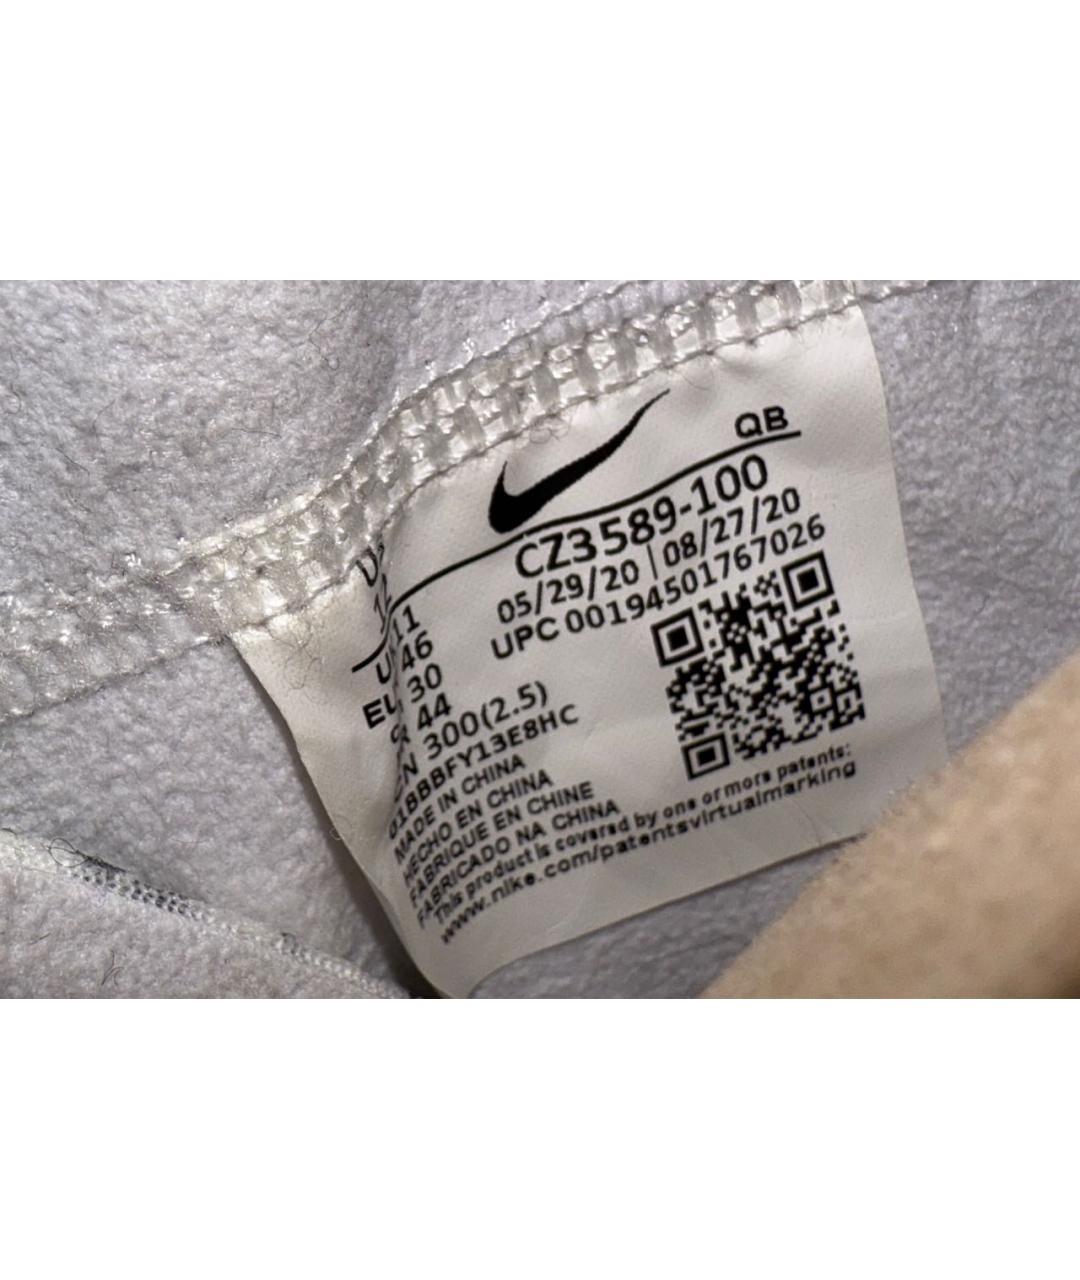 QB
CZ3589-100
05/29/20 | 08/27/20
UPC 00194501767026
12
11
46
30
44
300(2.5)
01BBBFY13E8HC
MADE IN CHINA
HECHO EN CHINA
FABRIQUE EN CHINE
FABRICADO NA CHINA
This product is covered by one or more patents:
www.nike.com/patentsvirtualmarking